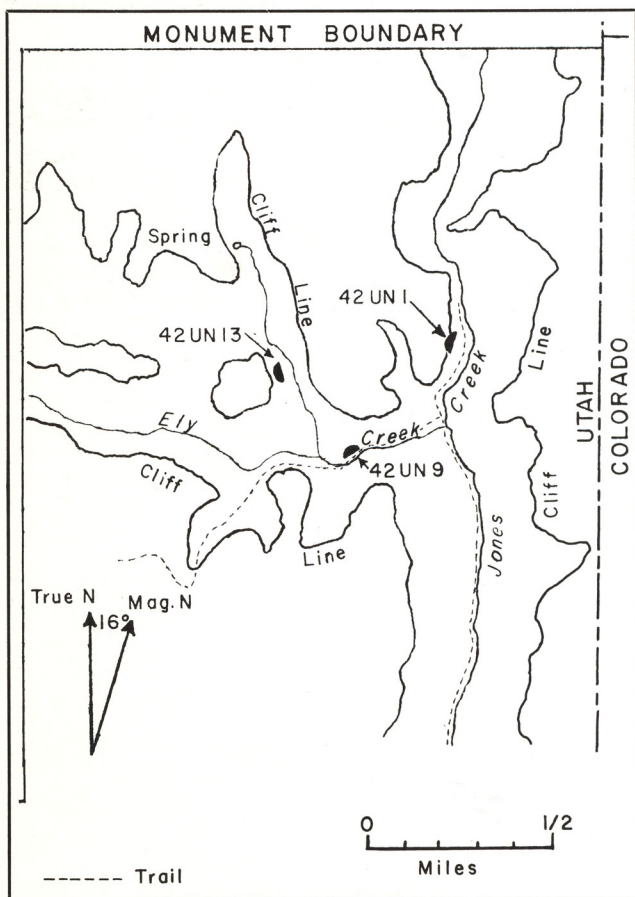 MONUMENT BOUNDARY
Cliff
Spring
Line
42 UN 1
42 UN 13
Line
Creek
UTAH
COLORADO
Ely
Creek
42 UN 9
Cliff
Cliff
Line
Jones
True N
Mag. N
16°
0
1/2
Miles
Trail